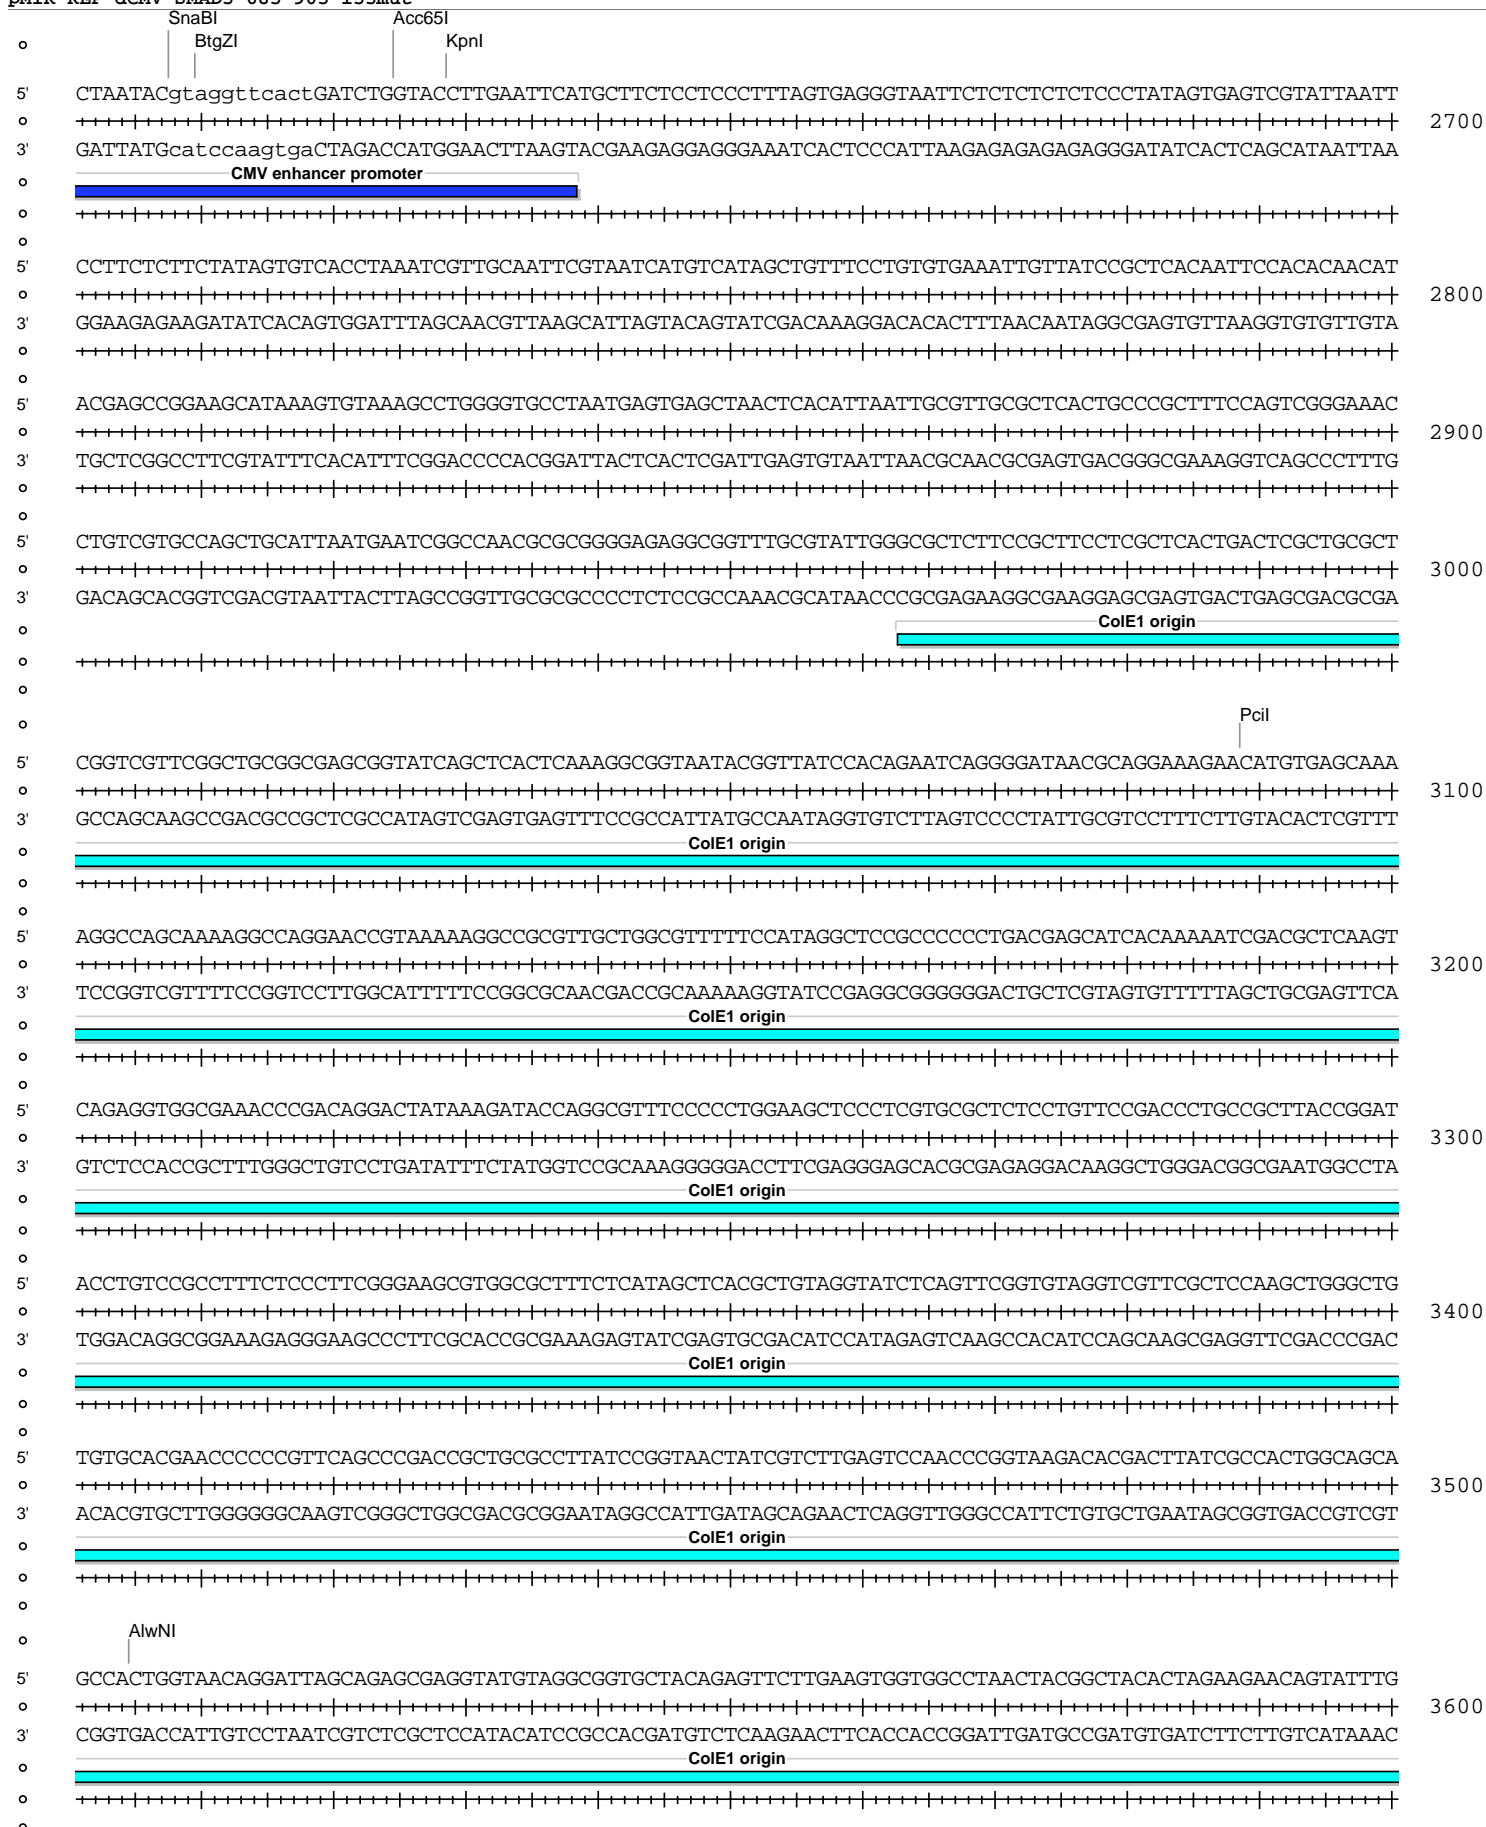 SnaBI Acc65I
BtgZI KpnI
5' CTAATACgtaggttcactGATCTGGTACCTTGAATTCATGCTTCTCCTCCCTTTAGTGAGGGTAATTCTCTCTCTCTCCCTATAGTGAGTCGTATTAATT
2700
3' GATTATGcatccaagtgaCTAGACCATGGAACTTAAGTACGAAGAGGAGGGAAATCACTCCCATTAAGAGAGAGAGAGGGATATCACTCAGCATAATTAA
CMV enhancer promoter
5' CCTTCTCTTCTATAGTGTCACCTAAATCGTTGCAATTCGTAATCATGTCATAGCTGTTTCCTGTGTGAAATTGTTATCCGCTCACAATTCCACACAACAT
2800
3' GGAAGAGAAGATATCACAGTGGATTTAGCAACGTTAAGCATTAGTACAGTATCGACAAAGGACACACTTTAACAATAGGCGAGTGTTAAGGTGTGTTGTA
5' ACGAGCCGGAAGCATAAAGTGTAAAGCCTGGGGTGCCTAATGAGTGAGCTAACTCACATTAATTGCGTTGCGCTCACTGCCCGCTTTCCAGTCGGGAAAC
2900
3' TGCTCGGCCTTCGTATTTCACATTTCGGACCCCACGGATTACTCACTCGATTGAGTGTAATTAACGCAACGCGAGTGACGGGCGAAAGGTCAGCCCTTTG
5' CTGTCGTGCCAGCTGCATTAATGAATCGGCCAACGCGCGGGGAGAGGCGGTTTGCGTATTGGGCGCTCTTCCGCTTCCTCGCTCACTGACTCGCTGCGCT
3000
3' GACAGCACGGTCGACGTAATTACTTAGCCGGTTGCGCGCCCCTCTCCGCCAAACGCATAACCCGCGAGAAGGCGAAGGAGCGAGTGACTGAGCGACGCGA
ColE1 origin
PciI
5' CGGTCGTTCGGCTGCGGCGAGCGGTATCAGCTCACTCAAAGGCGGTAATACGGTTATCCACAGAATCAGGGGATAACGCAGGAAAGAACATGTGAGCAAA
3100
3' GCCAGCAAGCCGACGCCGCTCGCCATAGTCGAGTGAGTTTCCGCCATTATGCCAATAGGTGTCTTAGTCCCCTATTGCGTCCTTTCTTGTACACTCGTTT
ColE1 origin
5' AGGCCAGCAAAAGGCCAGGAACCGTAAAAAGGCCGCGTTGCTGGCGTTTTTCCATAGGCTCCGCCCCCCTGACGAGCATCACAAAAATCGACGCTCAAGT
3200
3' TCCGGTCGTTTTCCGGTCCTTGGCATTTTTCCGGCGCAACGACCGCAAAAAGGTATCCGAGGCGGGGGGACTGCTCGTAGTGTTTTTAGCTGCGAGTTCA
ColE1 origin
5' CAGAGGTGGCGAAACCCGACAGGACTATAAAGATACCAGGCGTTTCCCCCTGGAAGCTCCCTCGTGCGCTCTCCTGTTCCGACCCTGCCGCTTACCGGAT
3300
3' GTCTCCACCGCTTTGGGCTGTCCTGATATTTCTATGGTCCGCAAAGGGGGACCTTCGAGGGAGCACGCGAGAGGACAAGGCTGGGACGGCGAATGGCCTA
ColE1 origin
5' ACCTGTCCGCCTTTCTCCCTTCGGGAAGCGTGGCGCTTTCTCATAGCTCACGCTGTAGGTATCTCAGTTCGGTGTAGGTCGTTCGCTCCAAGCTGGGCTG
3400
3' TGGACAGGCGGAAAGAGGGAAGCCCTTCGCACCGCGAAAGAGTATCGAGTGCGACATCCATAGAGTCAAGCCACATCCAGCAAGCGAGGTTCGACCCGAC
ColE1 origin
5' TGTGCACGAACCCCCCGTTCAGCCCGACCGCTGCGCCTTATCCGGTAACTATCGTCTTGAGTCCAACCCGGTAAGACACGACTTATCGCCACTGGCAGCA
3500
3' ACACGTGCTTGGGGGGCAAGTCGGGCTGGCGACGCGGAATAGGCCATTGATAGCAGAACTCAGGTTGGGCCATTCTGTGCTGAATAGCGGTGACCGTCGT
ColE1 origin
AlwNI
5' GCCACTGGTAACAGGATTAGCAGAGCGAGGTATGTAGGCGGTGCTACAGAGTTCTTGAAGTGGTGGCCTAACTACGGCTACACTAGAAGAACAGTATTTG
3600
3' CGGTGACCATTGTCCTAATCGTCTCGCTCCATACATCCGCCACGATGTCTCAAGAACTTCACCACCGGATTGATGCCGATGTGATCTTCTTGTCATAAAC
ColE1 origin